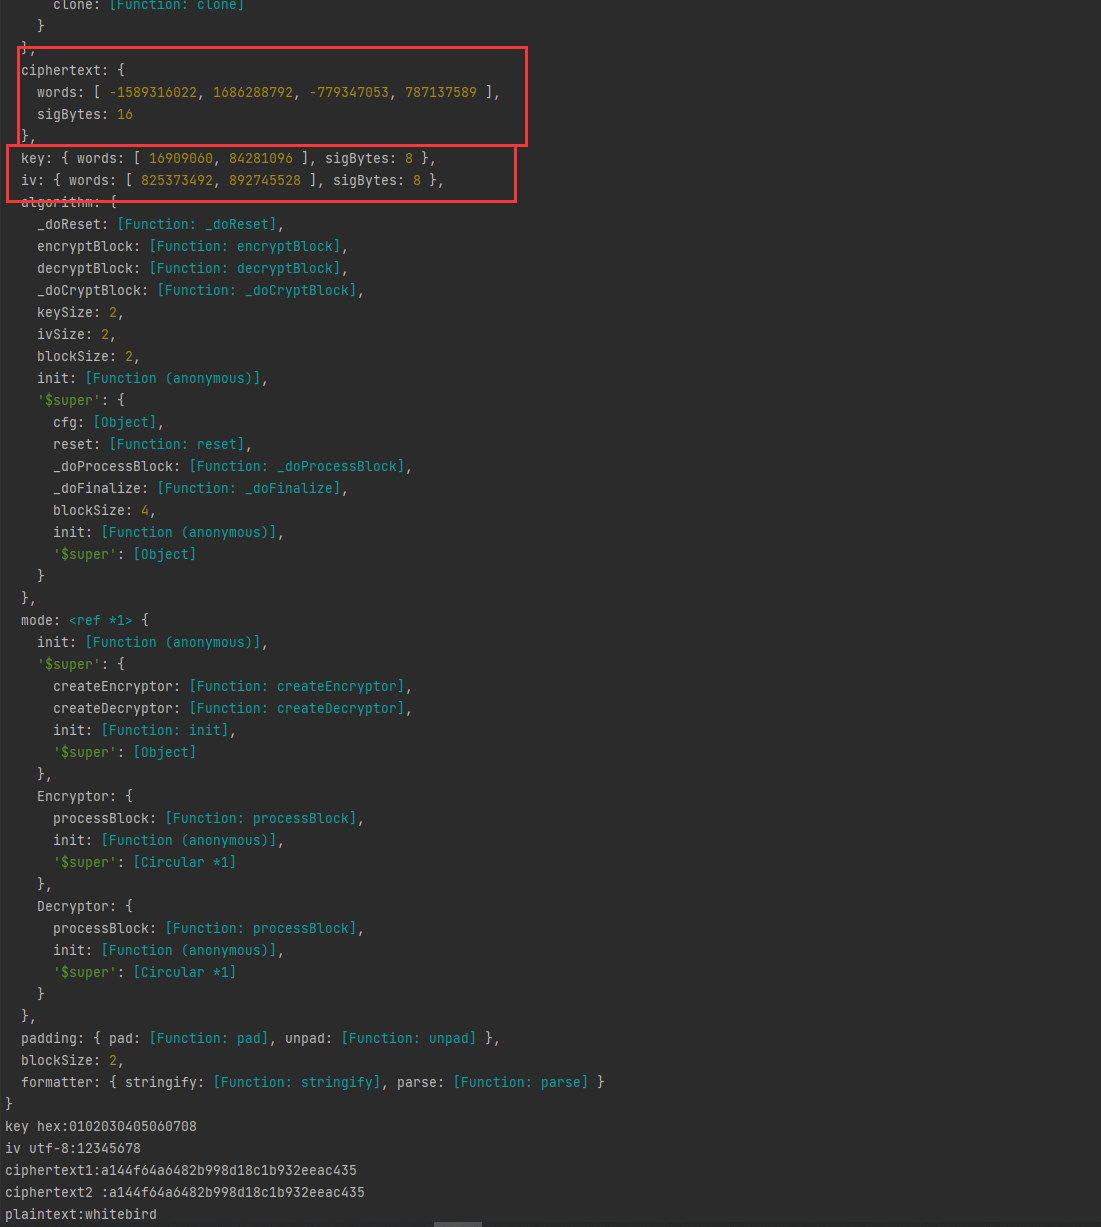 clone: [Function: clone]
}
},
ciphertext: {
words: [ -1589316022, 1686288792, -779347053, 787137589 ],
sigBytes: 16
},
key: { words: [ 16909060, 84281096 ], sigBytes: 8 },
iv: { words: [ 825373492, 892745528 ], sigBytes: 8 },
algorithm: {
_doReset: [Function: _doReset],
encryptBlock: [Function: encryptBlock],
decryptBlock: [Function: decryptBlock],
_doCryptBlock: [Function: _doCryptBlock],
keySize: 2,
ivSize: 2,
blockSize: 2,
init: [Function (anonymous)],
'$super': {
cfg: [Object],
reset: [Function: reset],
_doProcessBlock: [Function: _doProcessBlock],
_doFinalize: [Function: _doFinalize],
blockSize: 4,
init: [Function (anonymous)],
'$super': [Object]
}
},
mode: <ref *1> {
init: [Function (anonymous)],
'$super': {
createEncryptor: [Function: createEncryptor],
createDecryptor: [Function: createDecryptor],
init: [Function: init],
'$super': [Object]
},
Encryptor: {
processBlock: [Function: processBlock],
init: [Function (anonymous)],
'$super': [Circular *1]
},
Decryptor: {
processBlock: [Function: processBlock],
init: [Function (anonymous)],
'$super': [Circular *1]
}
},
padding: { pad: [Function: pad], unpad: [Function: unpad] },
blockSize: 2,
formatter: { stringify: [Function: stringify], parse: [Function: parse] }
}
key hex:0102030405060708
iv utf-8:12345678
ciphertext1:a144f64a6482b998d18c1b932eeac435
ciphertext2 :a144f64a6482b998d18c1b932eeac435
plaintext:whitebird